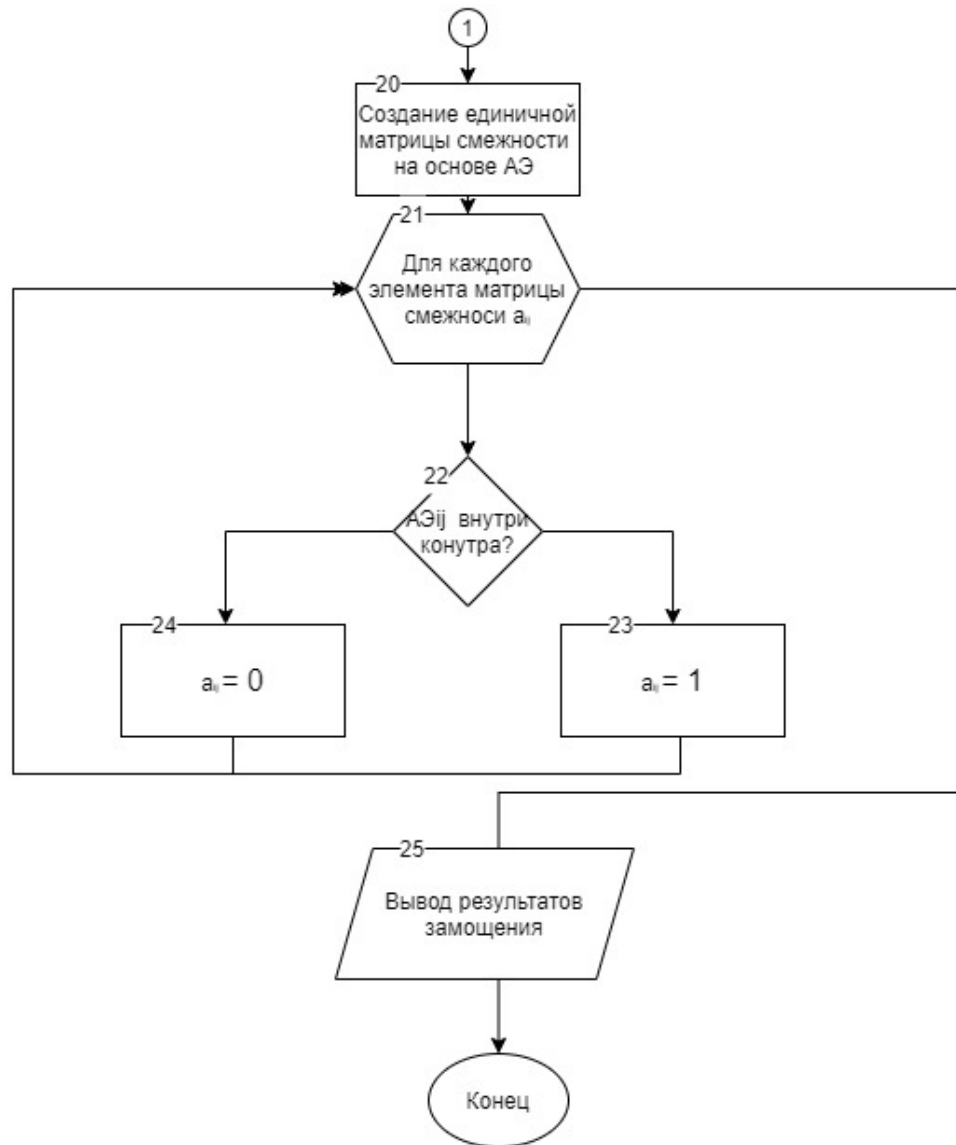 1
20
Создание единичной
матрицы смежности
на основе АЭ
21
Для каждого
элемента матрицы
смежноси aᵢⱼ
22
АЭij внутри
конутра?
24
23
aᵢⱼ = 0
aᵢⱼ = 1
25
Вывод результатов
замощения
Конец